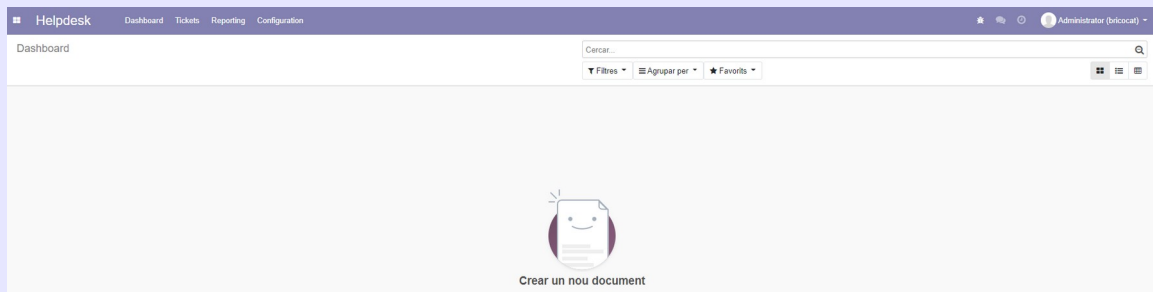 Helpdesk Dashboard Tickets Reporting Configuration Administrator (bricocat)
Dashboard
Cercar...
Filtres Agrupar per Favorits
Crear un nou document